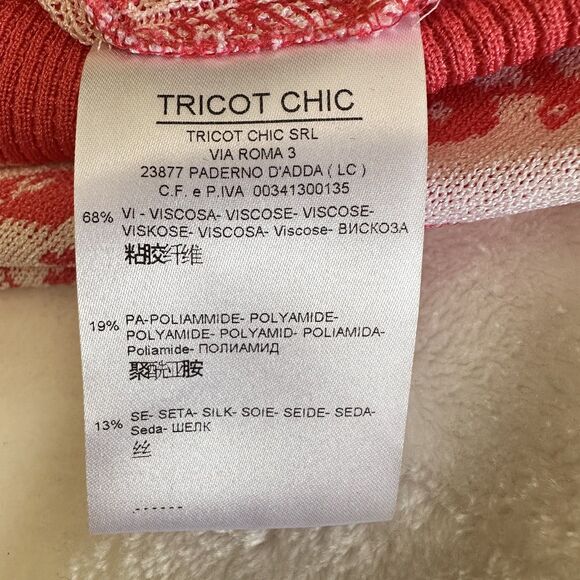 TRICOT CHIC
TRICOT CHIC SRL
VIA ROMA 3
23877 PADERNO D'ADDA ( LC )
C.F. e P.IVA 00341300135
68% VI - VISCOSA- VISCOSE- VISCOSE-
VISKOSE- VISCOSA- Viscose- ВИСКОЗА
粘胶纤维
19% PA-POLIAMMIDE- POLYAMIDE-
POLYAMIDE- POLYAMID- POLIAMIDA-
Poliamide- ПОЛИАМИД
聚酰亚胺
13% SE- SETA- SILK- SOIE- SEIDE- SEDA-
Seda- ШЕЛК
丝
------